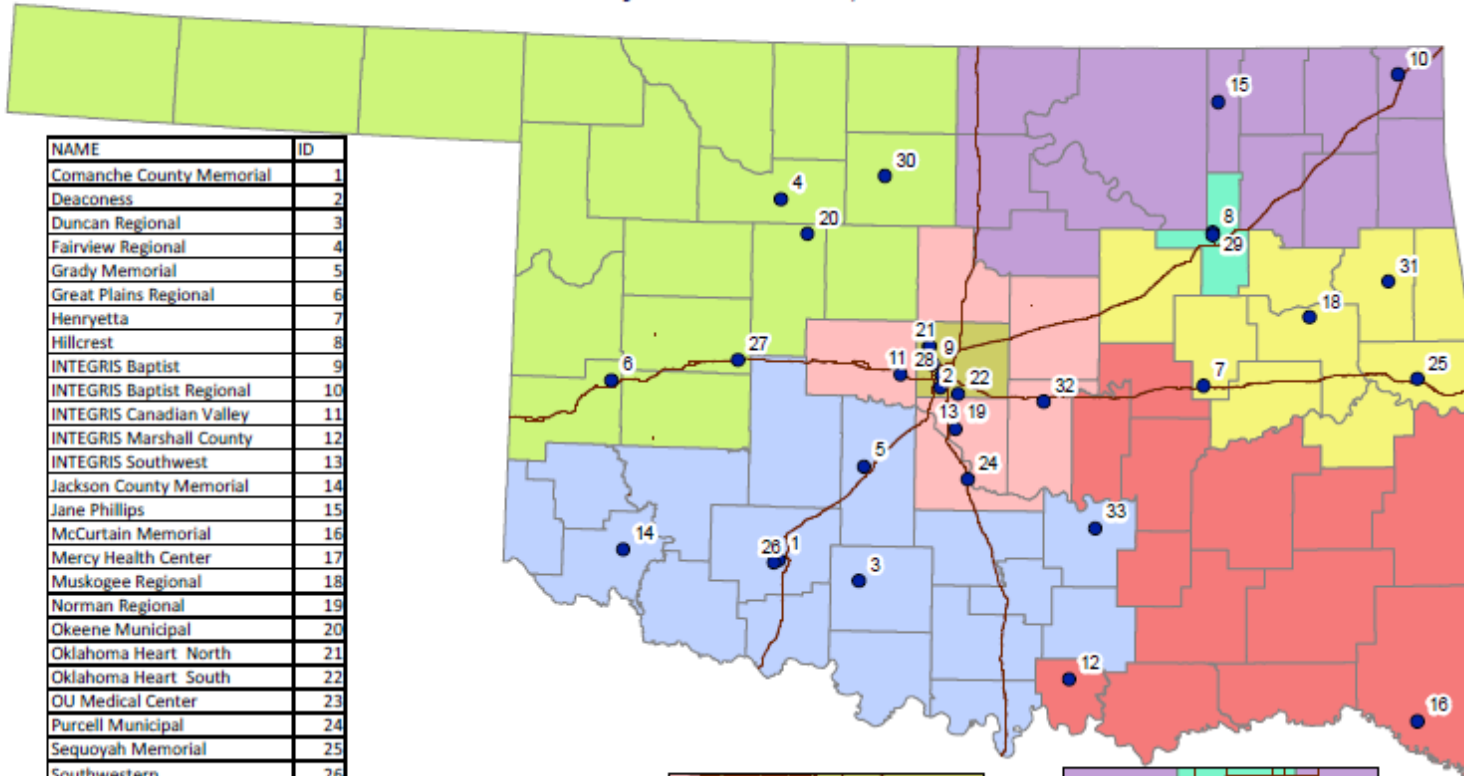 NAME ID
Comanche County Memorial 1
Deaconess 2
Duncan Regional 3
Fairview Regional 4
Grady Memorial 5
Great Plains Regional 6
Henryetta 7
Hillcrest 8
INTEGRIS Baptist 9
INTEGRIS Baptist Regional 10
INTEGRIS Canadian Valley 11
INTEGRIS Marshall County 12
INTEGRIS Southwest 13
Jackson County Memorial 14
Jane Phillips 15
McCurtain Memorial 16
Mercy Health Center 17
Muskogee Regional 18
Norman Regional 19
Okeene Municipal 20
Oklahoma Heart North 21
Oklahoma Heart South 22
OU Medical Center 23
Purcell Municipal 24
Sequoyah Memorial 25
Southwestern 26
10
15
30
4
20
8
29
31
18
21
9
27
11
28
6
2
22
7
25
32
13
19
5
24
33
14
26
1
3
12
16